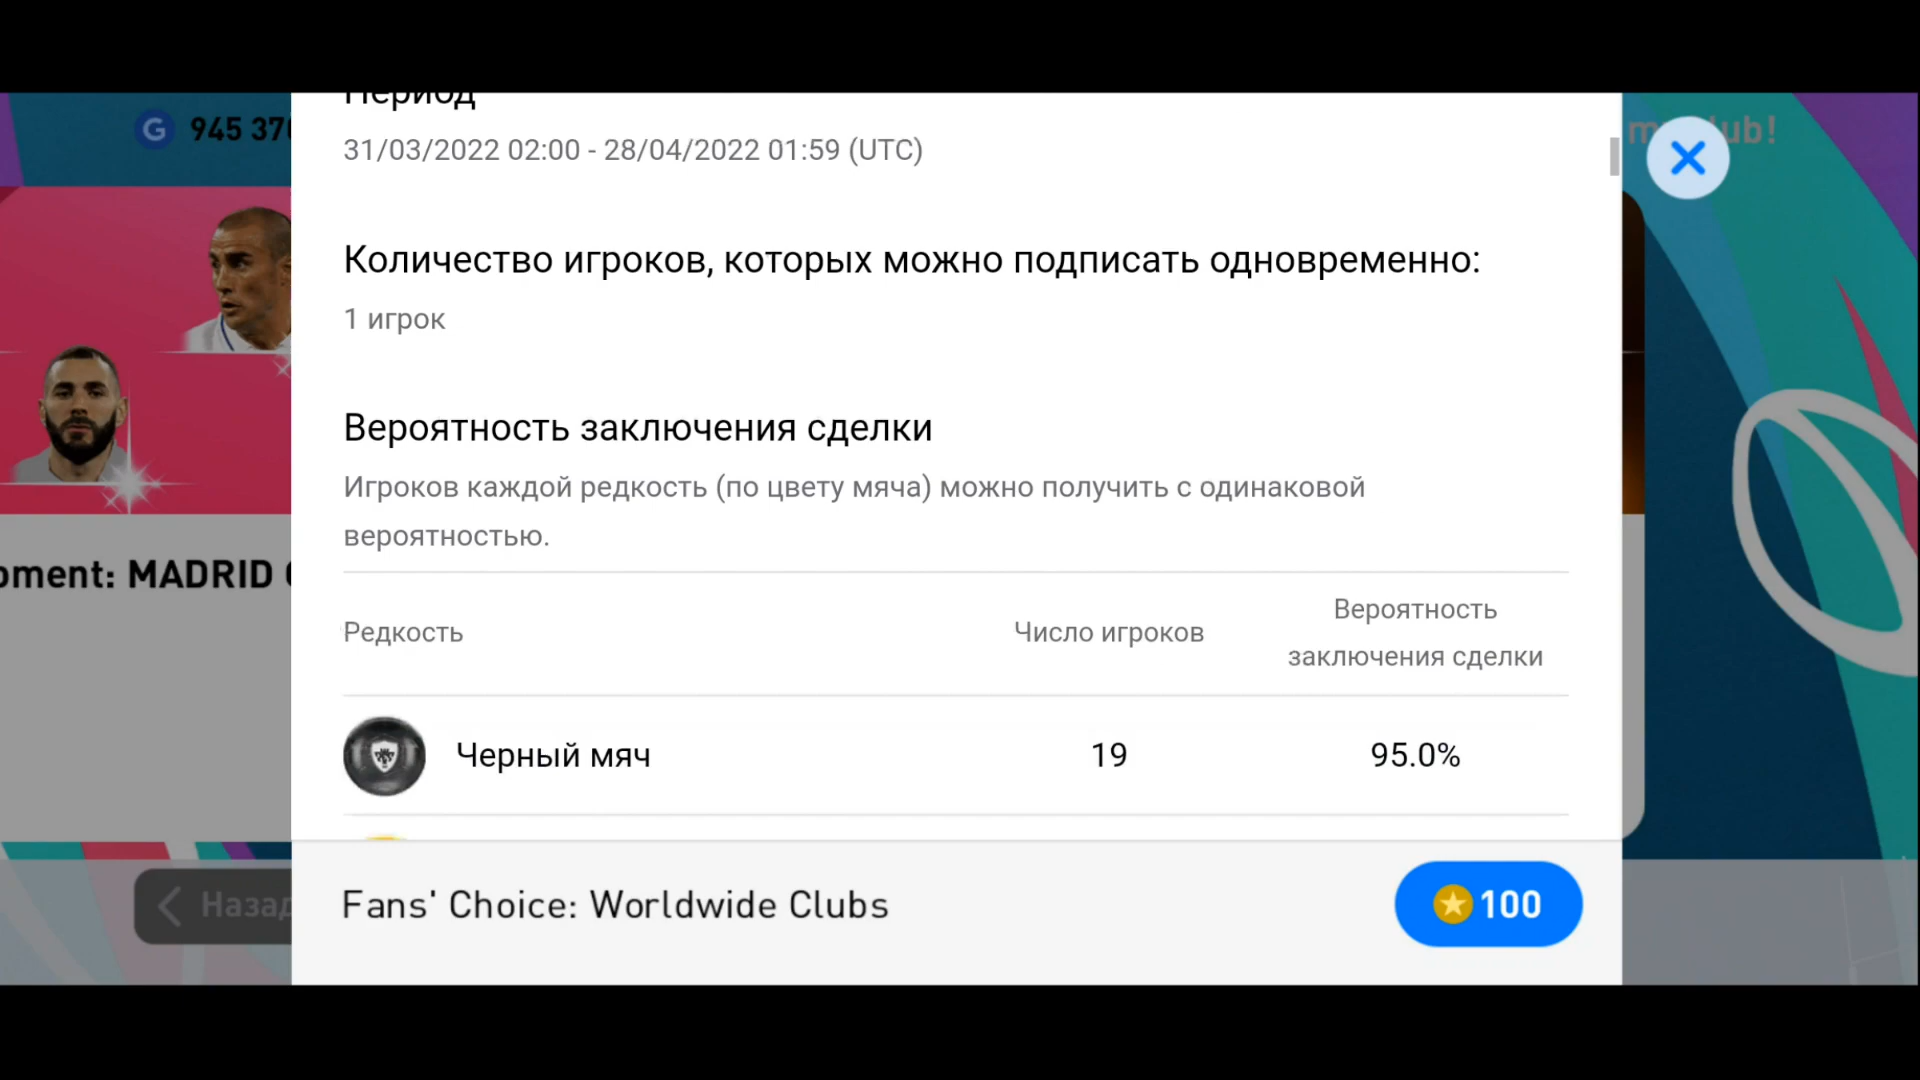 Период
945 37
31/03/2022 02:00 - 28/04/2022 01:59 (UTC)
Количество игроков, которых можно подписать одновременно:
1 игрок
Вероятность заключения сделки
Игроков каждой редкость (по цвету мяча) можно получить с одинаковой
вероятностью.
oment: MADRID
Редкость
Число игроков
Вероятность
заключения сделки
Черный мяч
19
95.0%
Назад
Fans' Choice: Worldwide Clubs
100